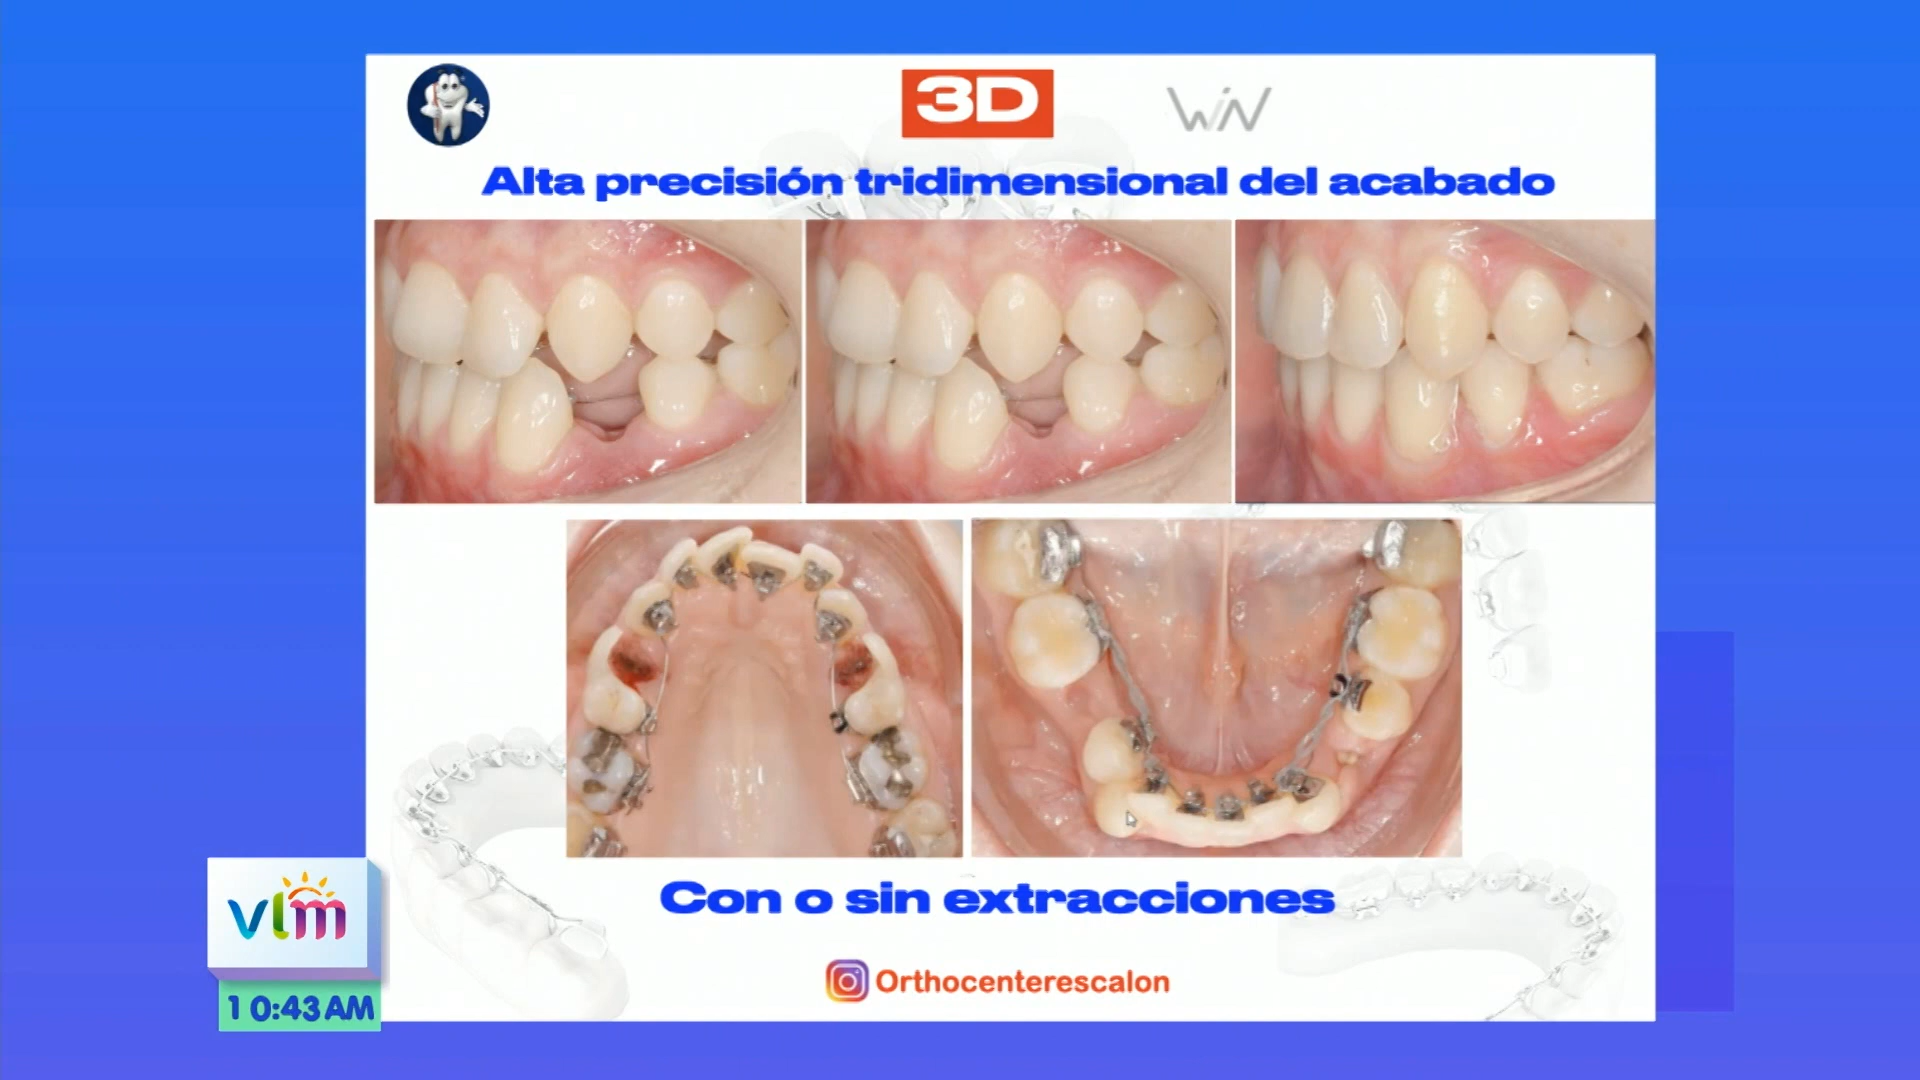 3D
WIN
Alta precisión tridimensional del acabado
Con o sin extracciones
Orthocenterescalon
vlm
10:43AM